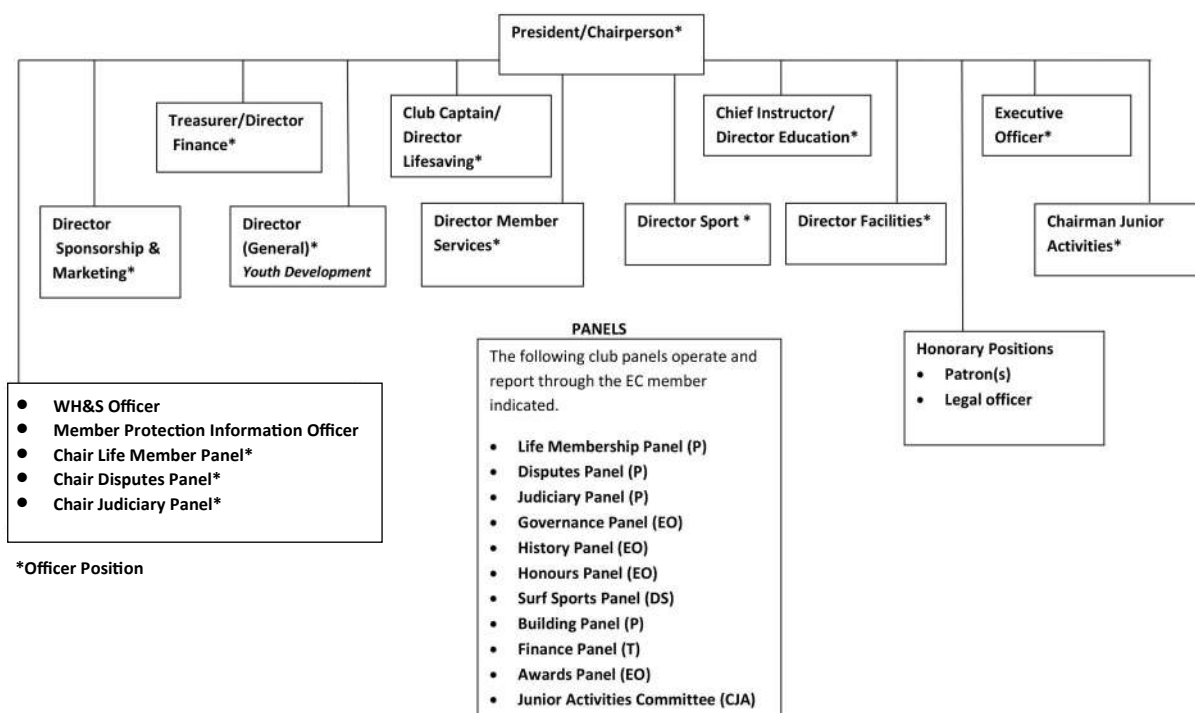 President/Chairperson*
Treasurer/Director
Finance*
Club Captain/
Director
Lifesaving*
Chief Instructor/
Director Education*
Executive
Officer*
Director
Sponsorship &
Marketing*
Director
(General)*
Youth Development
Director Member
Services*
Director Sport *
Director Facilities*
Chairman Junior
Activities*
PANELS
The following club panels operate and
report through the EC member
indicated.
• Life Membership Panel (P)
• Disputes Panel (P)
• Judiciary Panel (P)
• Governance Panel (EO)
• History Panel (EO)
• Honours Panel (EO)
• Surf Sports Panel (DS)
• Building Panel (P)
• Finance Panel (T)
• Awards Panel (EO)
• Junior Activities Committee (CJA)
Honorary Positions
• Patron(s)
• Legal officer
• WH&S Officer
• Member Protection Information Officer
• Chair Life Member Panel*
• Chair Disputes Panel*
• Chair Judiciary Panel*
*Officer Position